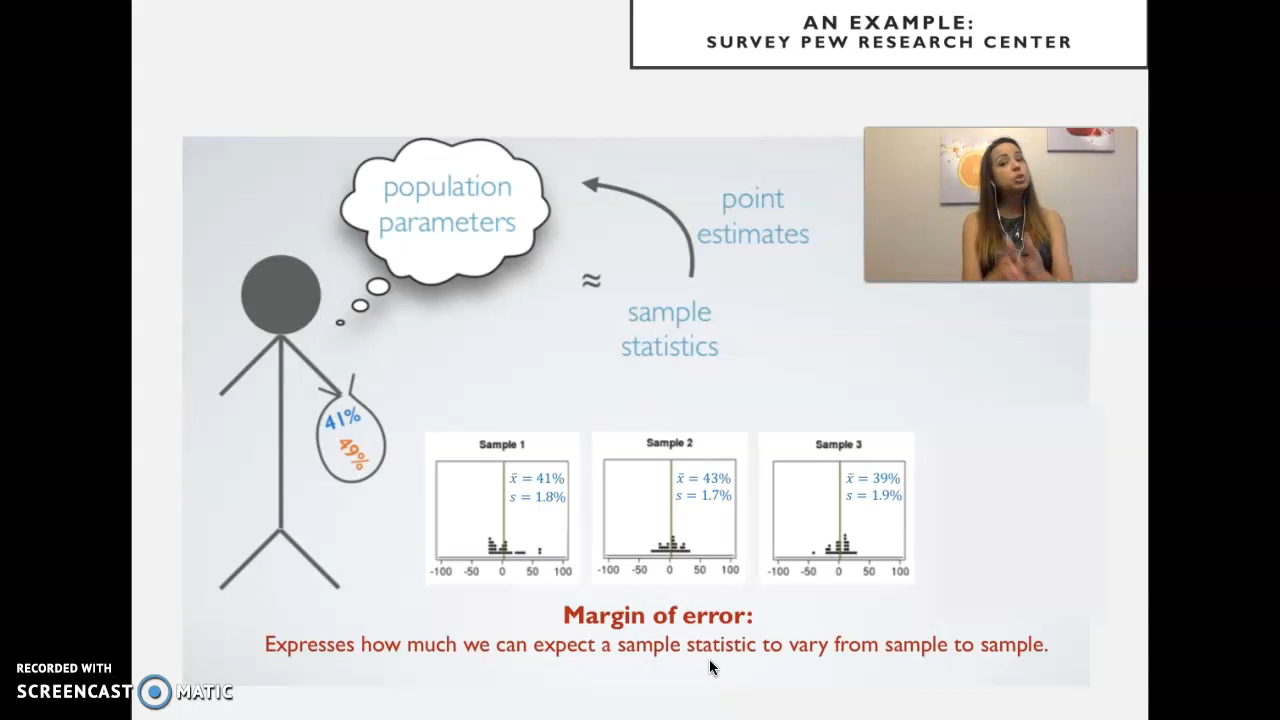 AN EXAMPLE:
SURVEY PEW RESEARCH CENTER
population
parameters
point
estimates
≈
sample
statistics
41%
49%
Sample 1
x̄ = 41%
s = 1.8%
-100 -50 0 50 100
Sample 2
x̄ = 43%
s = 1.7%
-100 -50 0 50 100
Sample 3
x̄ = 39%
s = 1.9%
-100 -50 0 50 100
Margin of error:
Expresses how much we can expect a sample statistic to vary from sample to sample.
RECORDED WITH
SCREENCAST MATIC